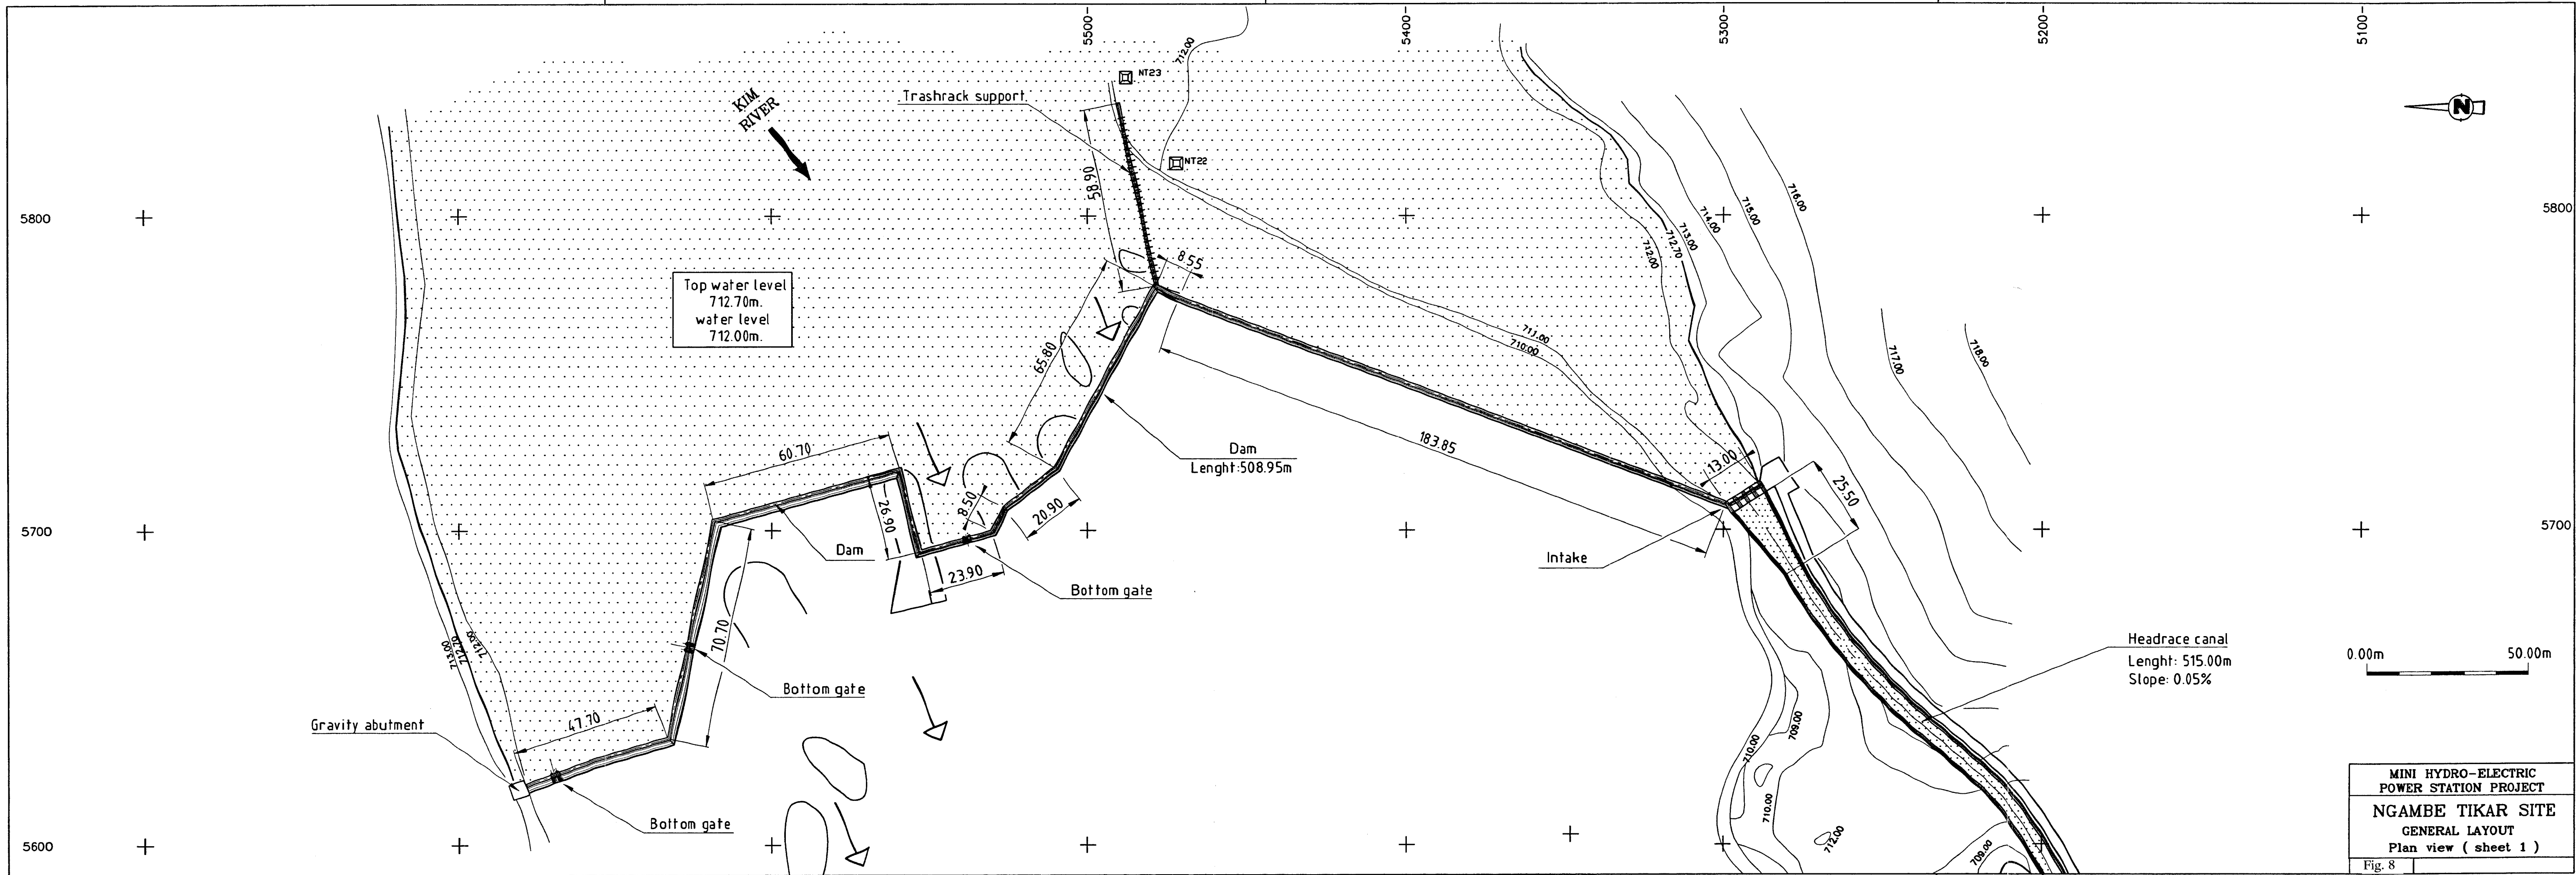 5500
5400
5300
5200
5100
712.00
NT23
Trashrack support
KIM
RIVER
N
NT22
58.90
716.00
715.00
714.00
713.00
712.70
712.00
5800
5800
8.55
Top water level
712.70m.
water level
712.00m.
711.00
710.00
717.00
718.00
65.80
183.85
Dam
Lenght:508.95m
60.70
13.00
25.50
8.50
26.90
20.90
5700
5700
Dam
Intake
23.90
Bottom gate
70.70
713.00
712.70
712.00
Headrace canal
Lenght: 515.00m
Slope: 0.05%
0.00m
50.00m
Bottom gate
47.70
Gravity abutment
709.00
710.00
710.00
712.00
709.00
Bottom gate
5600
MINI HYDRO-ELECTRIC
POWER STATION PROJECT
NGAMBE TIKAR SITE
GENERAL LAYOUT
Plan view ( sheet 1 )
Fig. 8